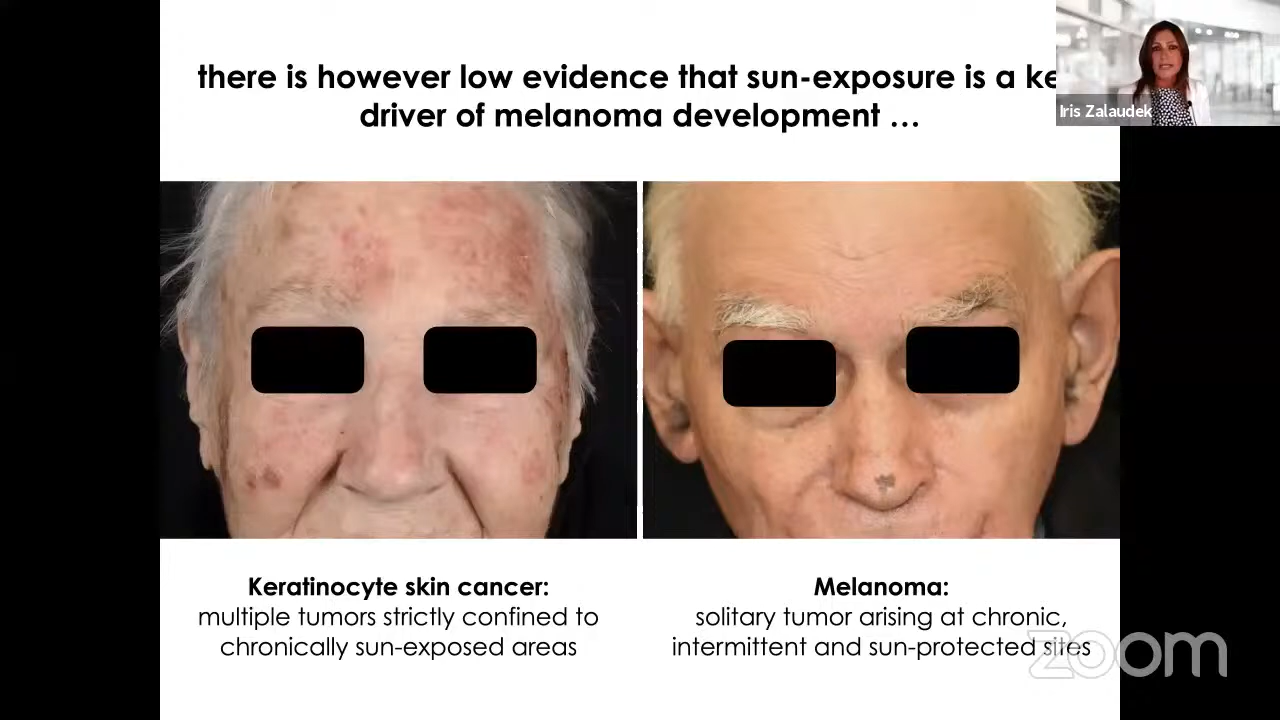 there is however low evidence that sun-exposure is a
driver of melanoma development ...
Iris Zalaudek
Keratinocyte skin cancer:
multiple tumors strictly confined to
chronically sun-exposed areas
Melanoma:
solitary tumor arising at chronic,
intermittent and sun-protected sites
zoom